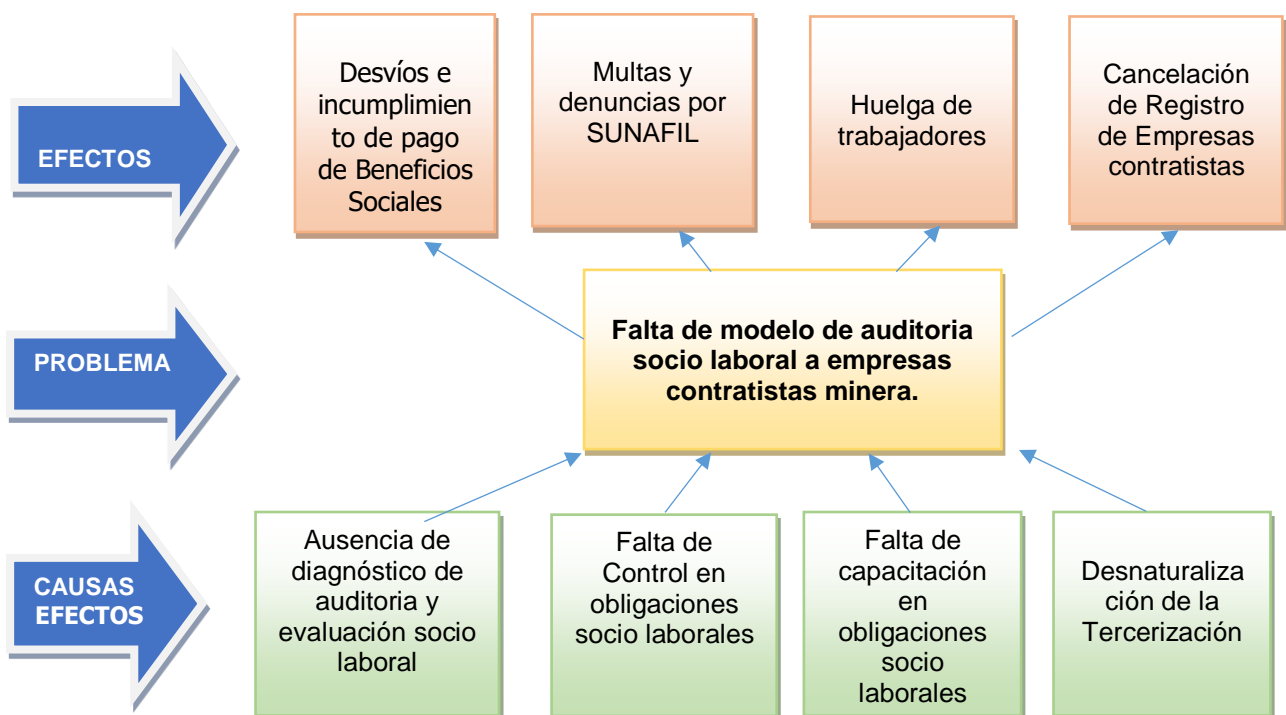 EFECTOS
Desvíos e
incumplimien
to de pago
de Beneficios
Sociales
Multas y
denuncias por
SUNAFIL
Huelga de
trabajadores
Cancelación
de Registro
de Empresas
contratistas
PROBLEMA
Falta de modelo de auditoria
socio laboral a empresas
contratistas minera.
CAUSAS
EFECTOS
Ausencia de
diagnóstico de
auditoria y
evaluación socio
laboral
Falta de
Control en
obligaciones
socio laborales
Falta de
capacitación
en
obligaciones
socio
laborales
Desnaturaliza
ción de la
Tercerización